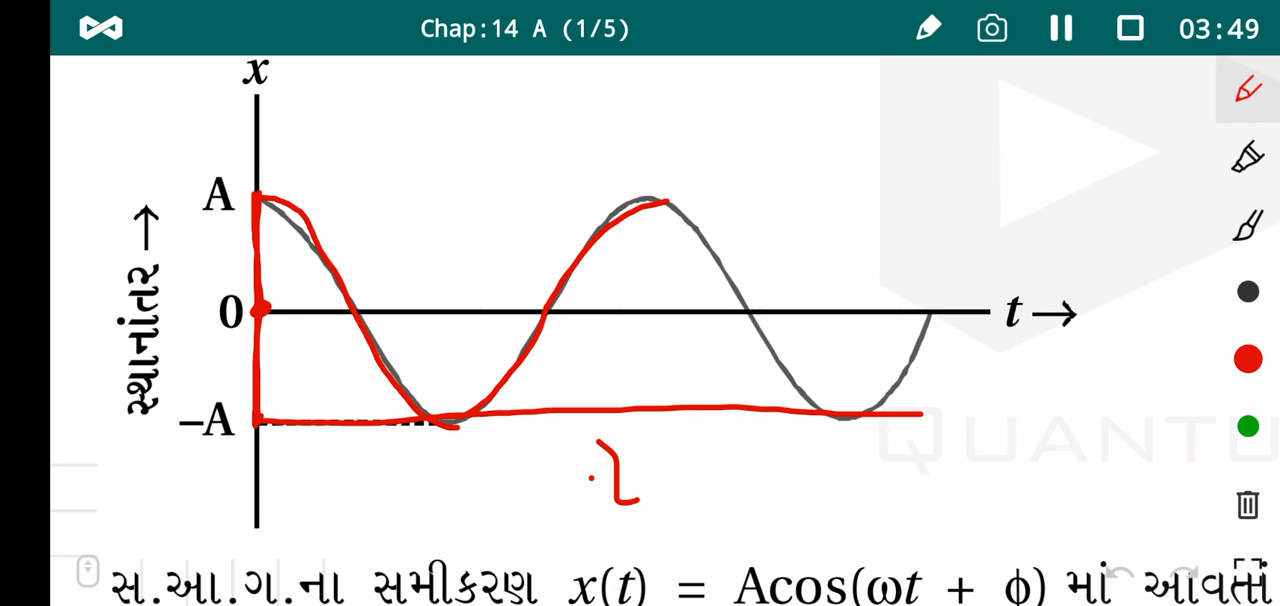 Chap:14 A (1/5)
03:49
x
A
સ્થાનાંતર →
0
t →
–A
QUANTU
સ.આ.ગ.ના સમીકરણ x(t) = Acos(ωt + ϕ) માં આવતાં